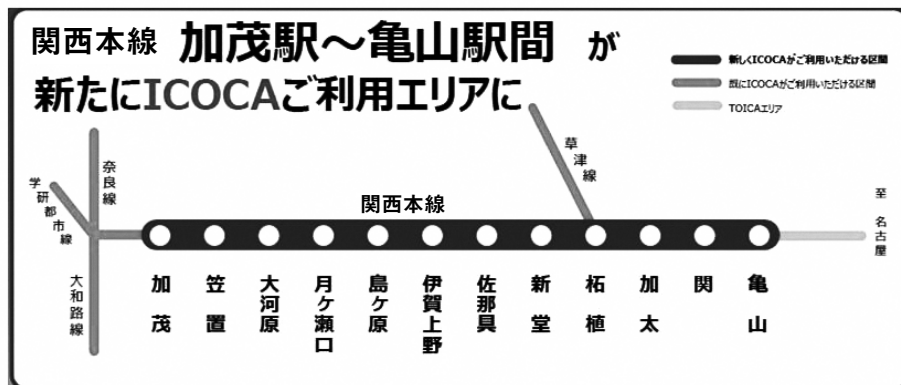 関西本線 加茂駅～亀山駅間 が
新たにICOCAご利用エリアに
新しくICOCAがご利用いただける区間
既にICOCAがご利用いただける区間
TOICAエリア
学研都市線
奈良線
大和路線
関西本線
草津線
至 名古屋
加茂
笠置
大河原
月ヶ瀬口
島ヶ原
伊賀上野
佐那具
新堂
柘植
加太
関
亀山